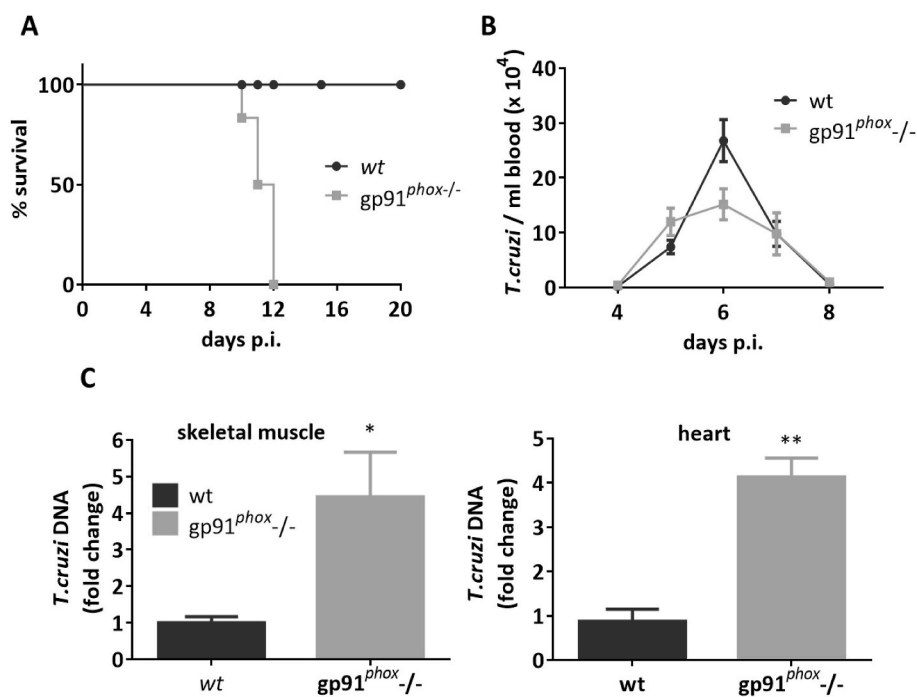 A
% survival
100
50
0
0 4 8 12 16 20
days p.i.
wt
gp91phox-/-
B
T.cruzi / ml blood (x 10⁴)
40
30
20
10
0
4 6 8
days p.i.
wt
gp91phox-/-
C
skeletal muscle
*
T.cruzi DNA
(fold change)
6
5
4
3
2
1
0
wt
gp91phox-/-
wt gp91phox-/-
heart
**
T.cruzi DNA
(fold change)
5
4
3
2
1
0
wt gp91phox-/-